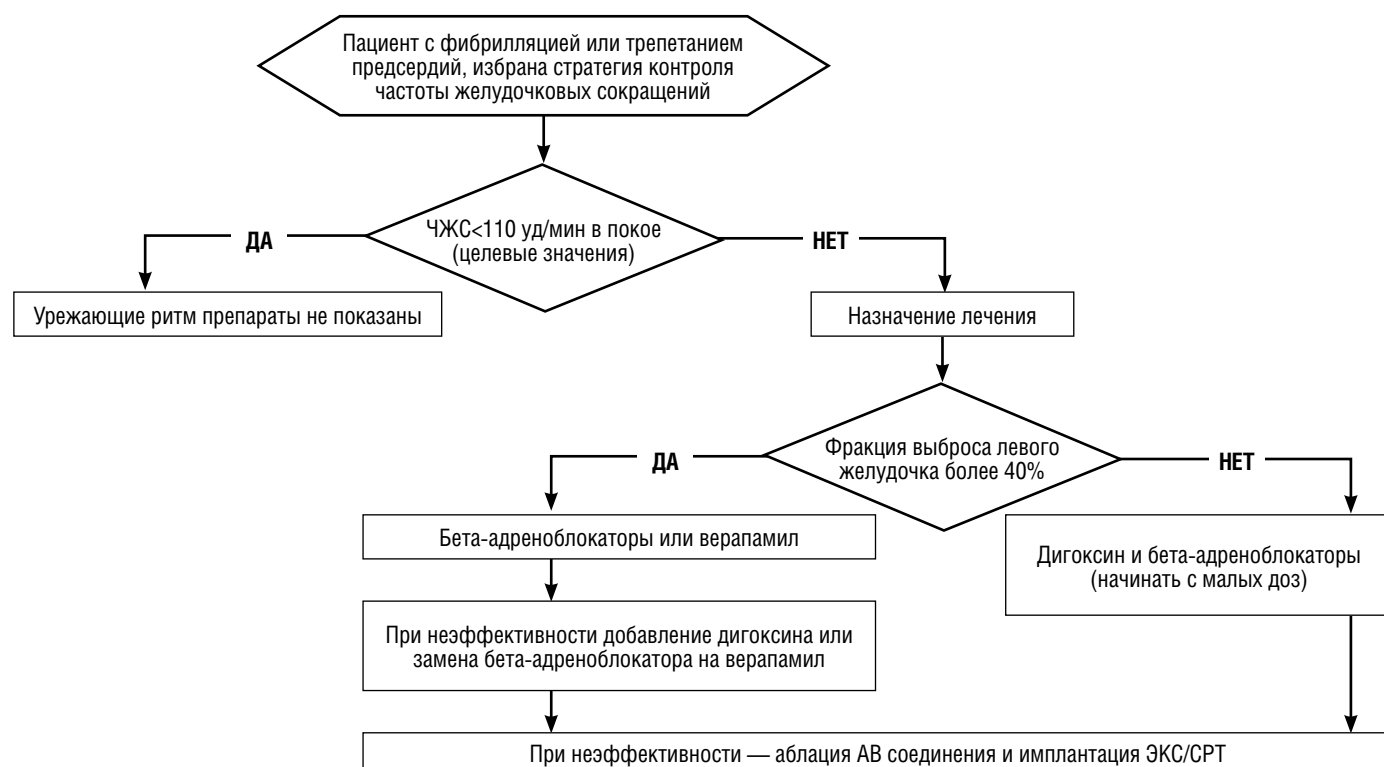 Пациент с фибрилляцией или трепетанием
предсердий, избрана стратегия контроля
частоты желудочковых сокращений
ЧЖС<110 уд/мин в покое
(целевые значения)
ДА
НЕТ
Урежающие ритм препараты не показаны
Назначение лечения
Фракция выброса левого
желудочка более 40%
ДА
НЕТ
Бета-адреноблокаторы или верапамил
Дигоксин и бета-адреноблокаторы
(начинать с малых доз)
При неэффективности добавление дигоксина или
замена бета-адреноблокатора на верапамил
При неэффективности — аблация АВ соединения и имплантация ЭКС/СРТ